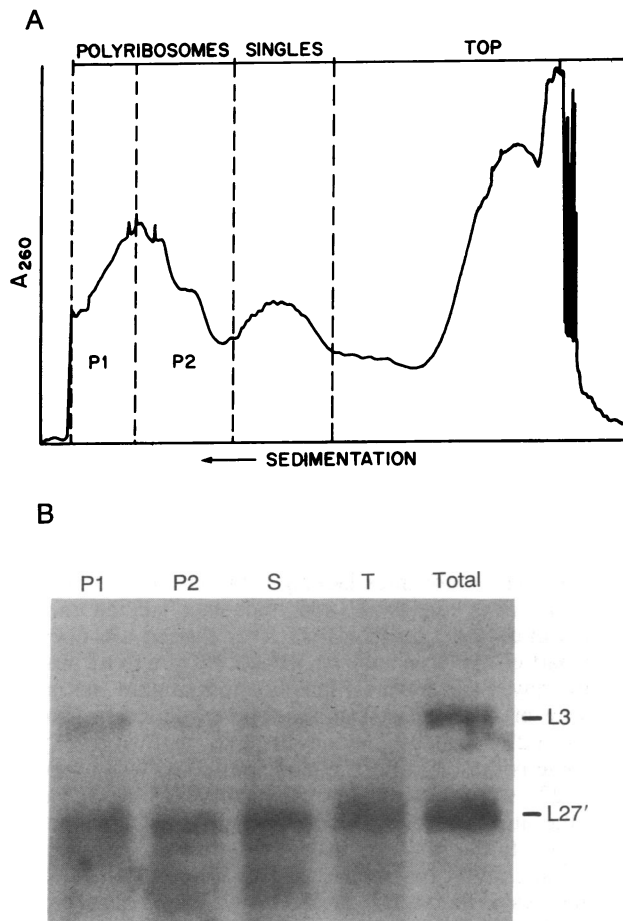 A
POLYRIBOSOMES SINGLES TOP
A260
P1 P2
← SEDIMENTATION
B
P1 P2 S T Total
– L3
– L27′